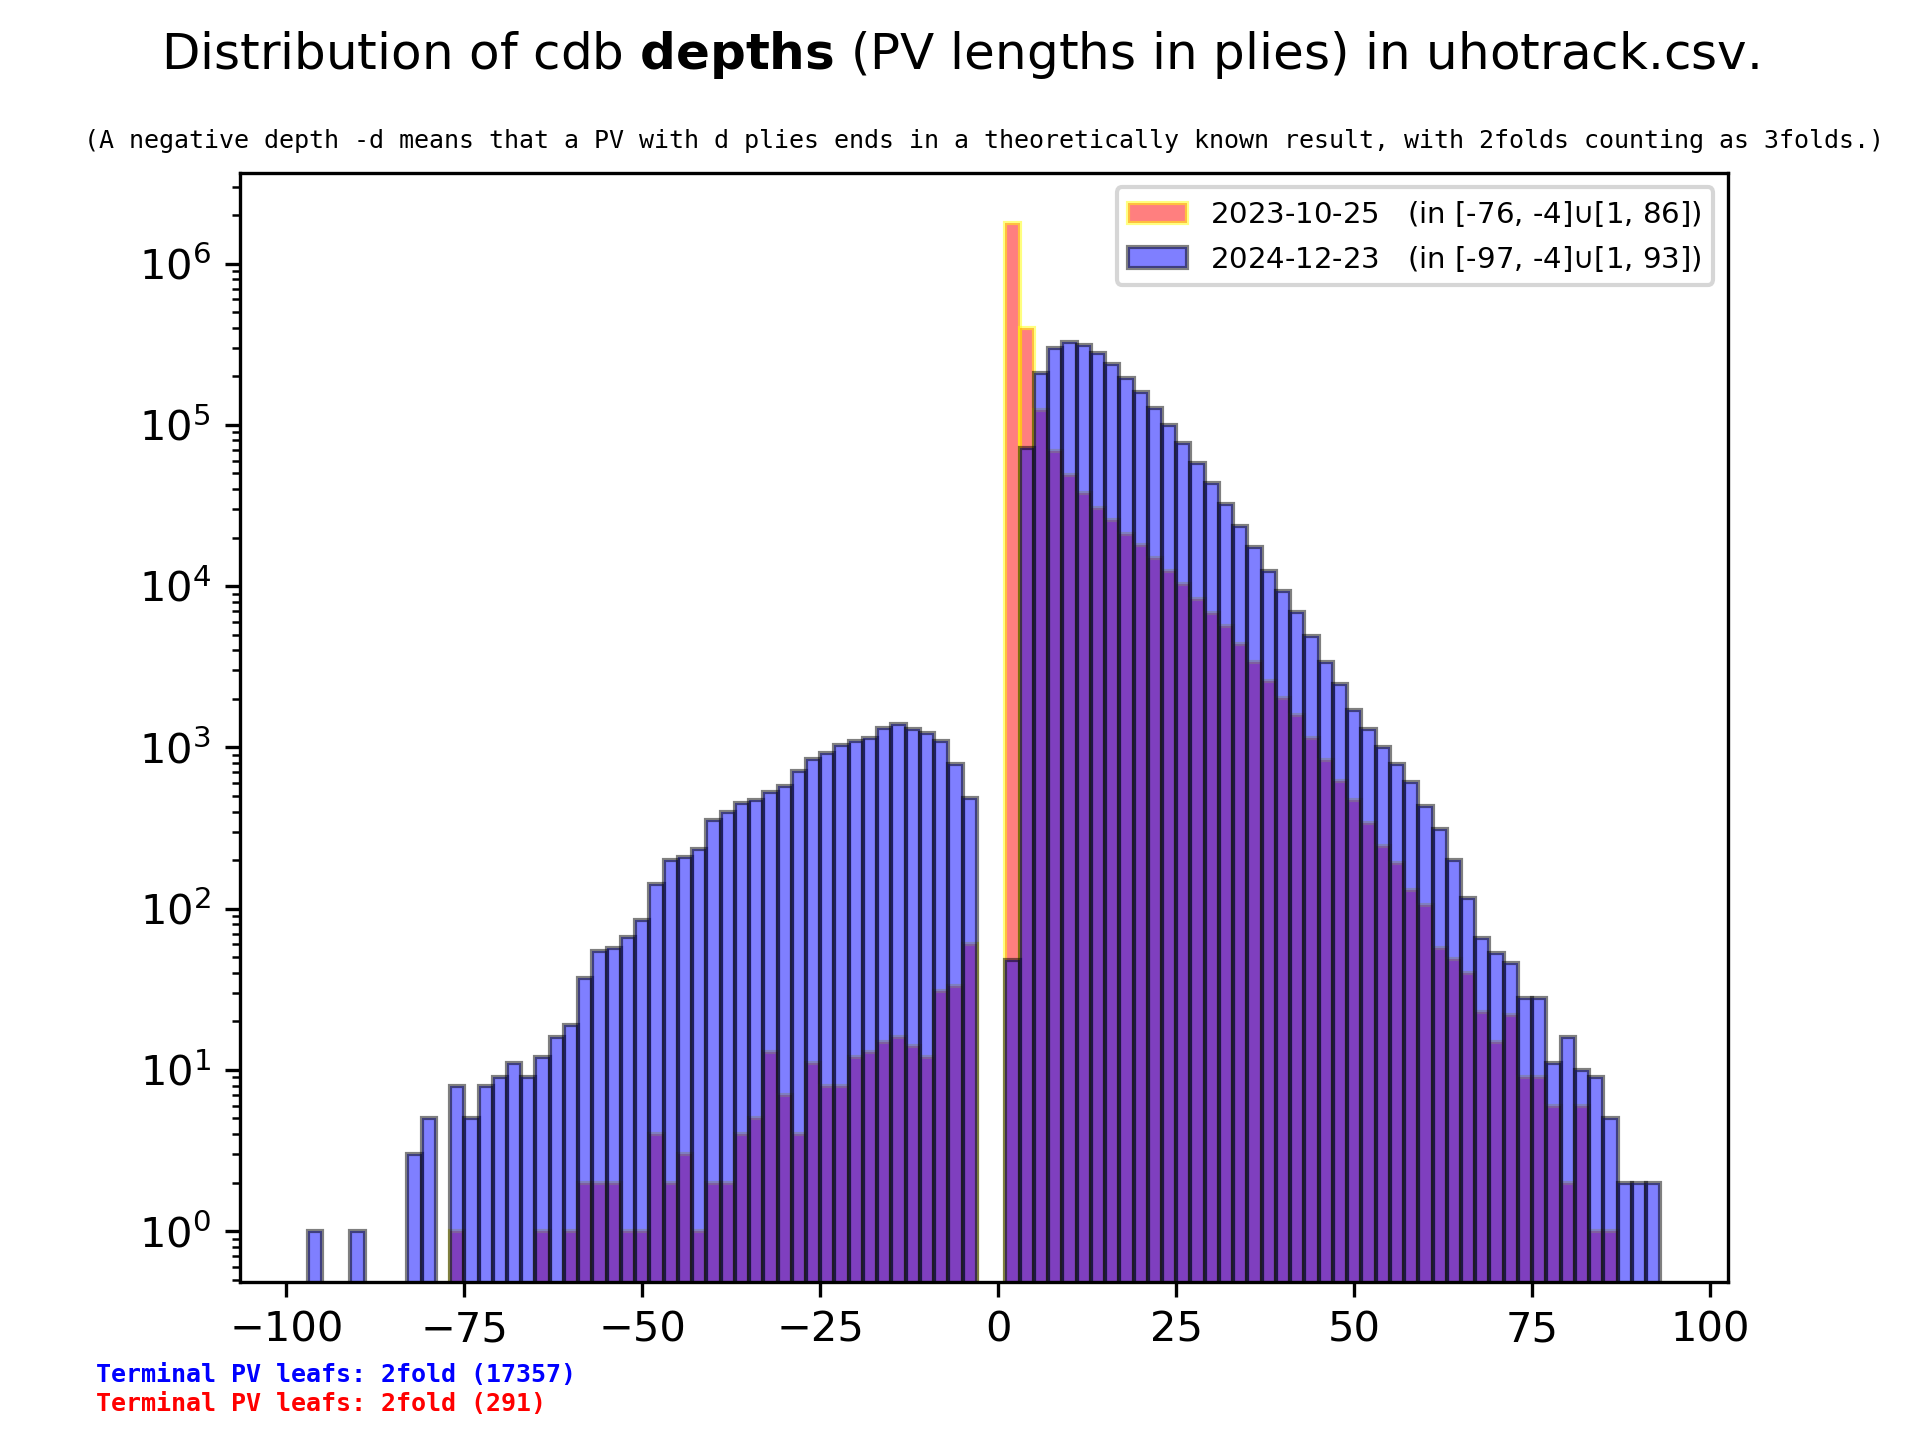 Distribution of cdb depths (PV lengths in plies) in uhotrack.csv.
(A negative depth -d means that a PV with d plies ends in a theoretically known result, with 2folds counting as 3folds.)
2023-10-25 (in [-76, -4]∪[1, 86])
2024-12-23 (in [-97, -4]∪[1, 93])
10⁶
10⁵
10⁴
10³
10²
10¹
10⁰
−100 −75 −50 −25 0 25 50 75 100
Terminal PV leafs: 2fold (17357)
Terminal PV leafs: 2fold (291)